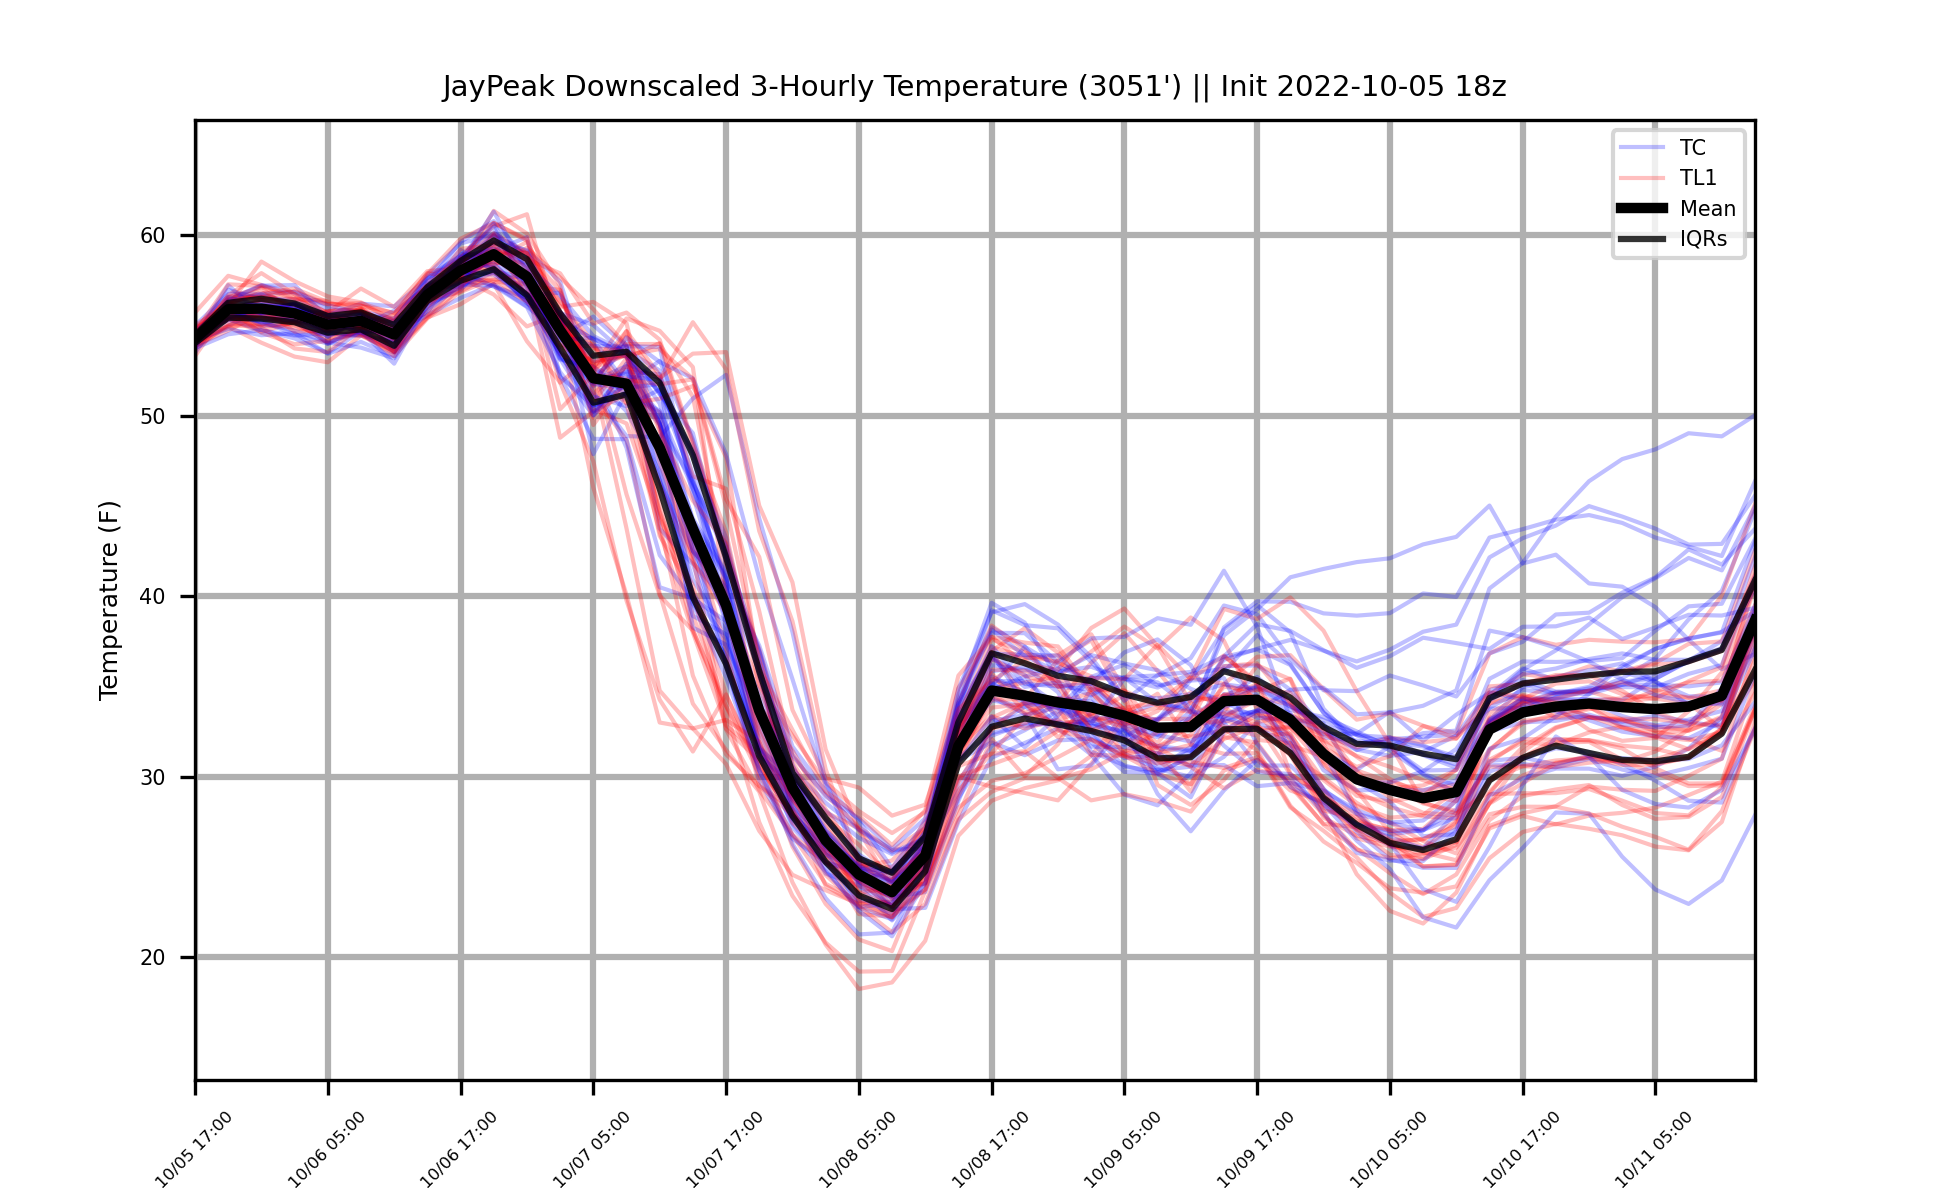 JayPeak Downscaled 3-Hourly Temperature (3051') || Init 2022-10-05 18z
TC
TL1
Mean
IQRs
Temperature (F)
60
50
40
30
20
10/05 17:00
10/06 05:00
10/06 17:00
10/07 05:00
10/07 17:00
10/08 05:00
10/08 17:00
10/09 05:00
10/09 17:00
10/10 05:00
10/10 17:00
10/11 05:00